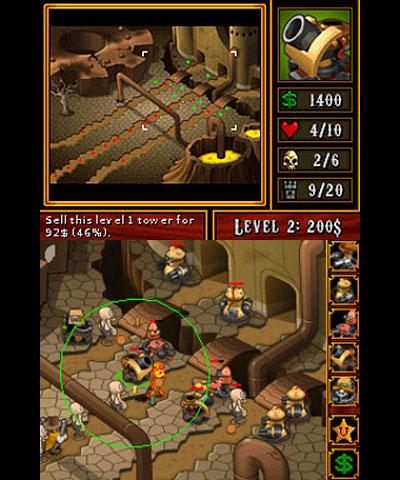 $ 1400
4/10
2/6
9/20
Sell this level 1 tower for
92$ (46%).
LEVEL 2: 200$
U
$